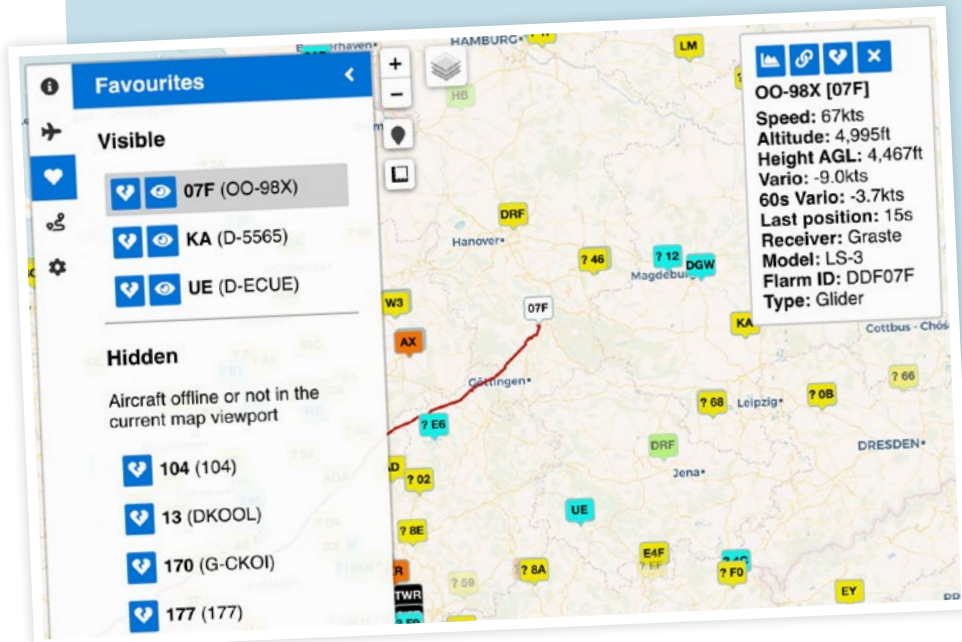 Favourites
Visible
07F (OO-98X)
KA (D-5565)
UE (D-ECUE)
Hidden
Aircraft offline or not in the
current map viewport
104 (104)
13 (DKOOL)
170 (G-CKOI)
177 (177)
+
−
HAMBURG
HB
LM
DRF
Hanover
? 46
? 12
DGW
Magdebu
W3
07F
KA
AX
Cottbus - Chós
Göttingen
? 66
? 68
Leipzig
? 0B
? E6
DRF
DRESDEN
Jena
? 02
UE
? 8E
E4F
? 8A
? F0
? 59
TWR
EY
OO-98X [07F]
Speed: 67kts
Altitude: 4,995ft
Height AGL: 4,467ft
Vario: -9.0kts
60s Vario: -3.7kts
Last position: 15s
Receiver: Graste
Model: LS-3
Flarm ID: DDF07F
Type: Glider